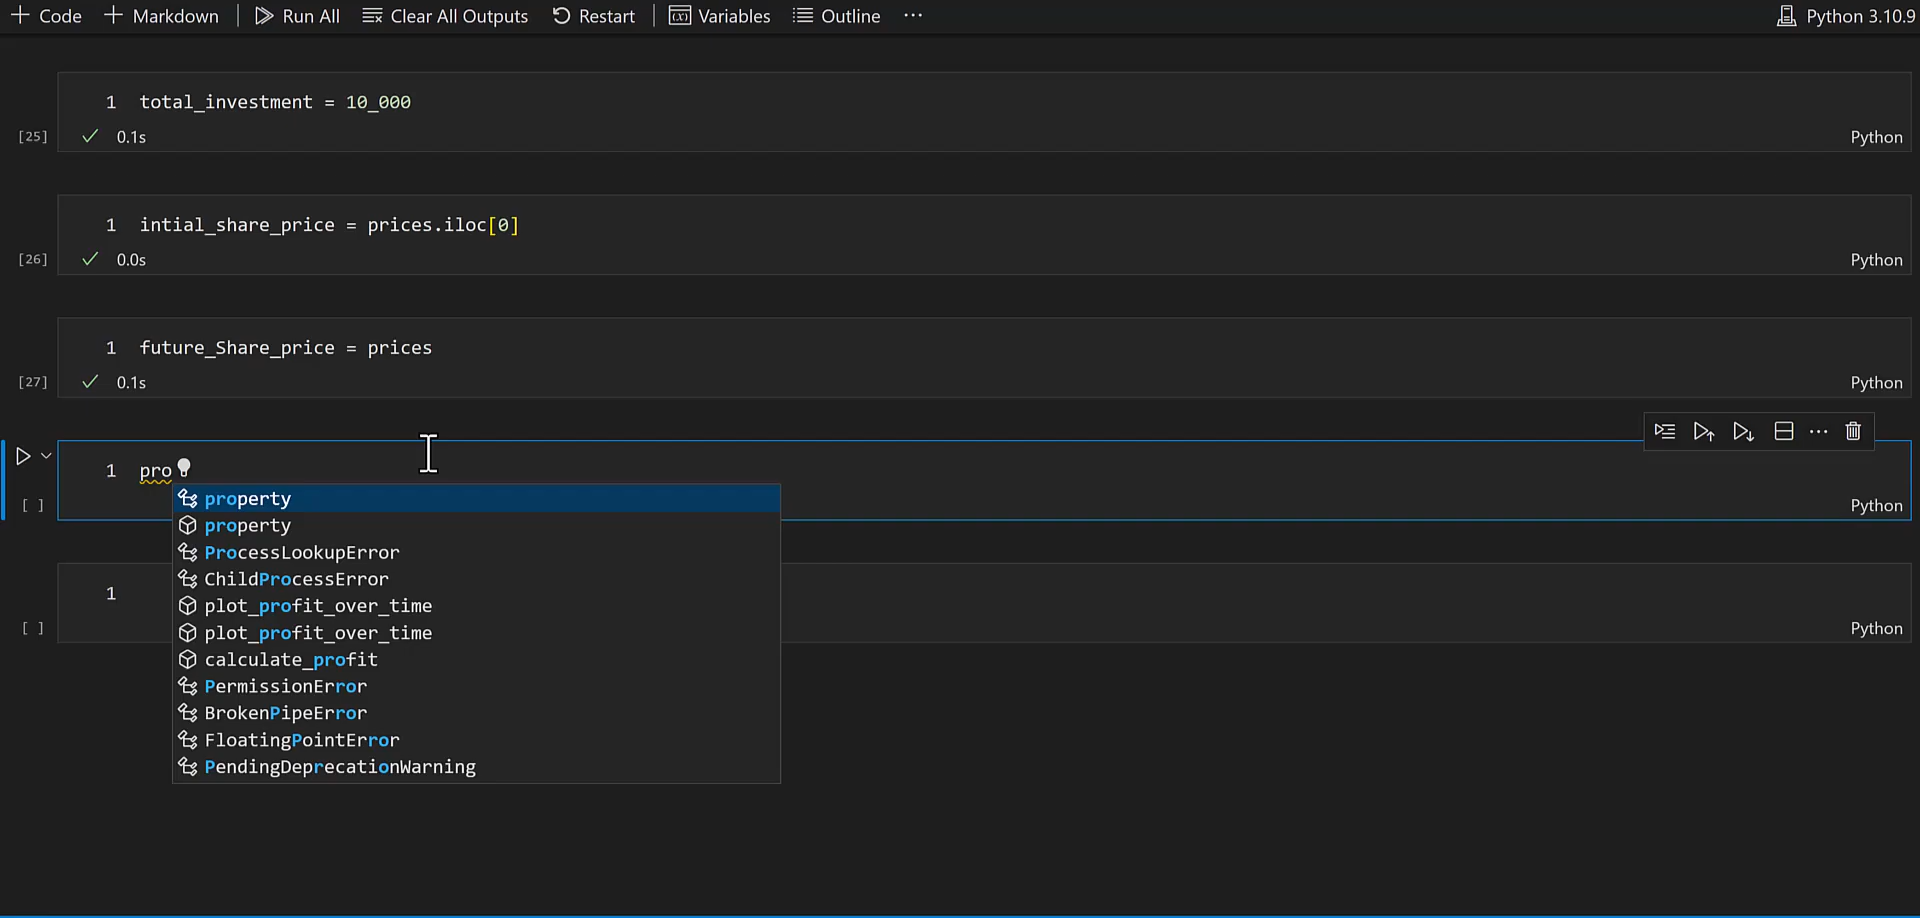 Code Markdown Run All Clear All Outputs Restart Variables Outline ··· Python 3.10.9
1 total_investment = 10_000
[25] 0.1s Python
1 intial_share_price = prices.iloc[0]
[26] 0.0s Python
1 future_Share_price = prices
[27] 0.1s Python
1 pro
[ ] Python
property
property
ProcessLookupError
ChildProcessError
plot_profit_over_time
plot_profit_over_time
calculate_profit
PermissionError
BrokenPipeError
FloatingPointError
PendingDeprecationWarning
1
[ ] Python